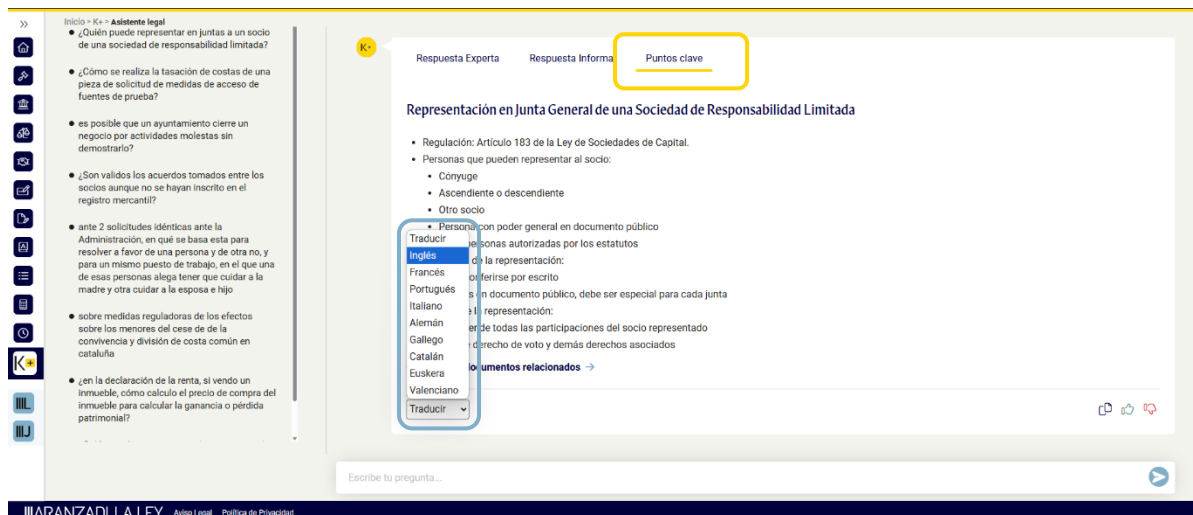 Inicio > K+ > Asistente legal
¿Quién puede representar en juntas a un socio
de una sociedad de responsabilidad limitada?
¿Cómo se realiza la tasación de costas de una
pieza de solicitud de medidas de acceso de
fuentes de prueba?
es posible que un ayuntamiento cierre un
negocio por actividades molestas sin
demostrarlo?
¿Son validos los acuerdos tomados entre los
socios aunque no se hayan inscrito en el
registro mercantil?
ante 2 solicitudes idénticas ante la
Administración, en qué se basa esta para
resolver a favor de una persona y de otra no, y
para un mismo puesto de trabajo, en el que una
de esas personas alega tener que cuidar a la
madre y otra cuidar a la esposa e hijo
sobre medidas reguladoras de los efectos
sobre los menores del cese de de la
convivencia y división de costa común en
cataluña
¿en la declaración de la renta, si vendo un
inmueble, cómo calculo el precio de compra del
inmueble para calcular la ganancia o pérdida
patrimonial?
K+
Respuesta Experta Respuesta Informa Puntos clave
Representación en Junta General de una Sociedad de Responsabilidad Limitada
Regulación: Artículo 183 de la Ley de Sociedades de Capital.
Personas que pueden representar al socio:
Cónyuge
Ascendiente o descendiente
Otro socio
Persona con poder general en documento público
personas autorizadas por los estatutos
de la representación:
conferirse por escrito
en documento público, debe ser especial para cada junta
la representación:
de todas las participaciones del socio representado
derecho de voto y demás derechos asociados
documentos relacionados →
Traducir
Inglés
Francés
Portugués
Italiano
Alemán
Gallego
Catalán
Euskera
Valenciano
Traducir
Escribe tu pregunta...
K+
L
J
ARANZADI LA LEY Aviso Legal Política de Privacidad